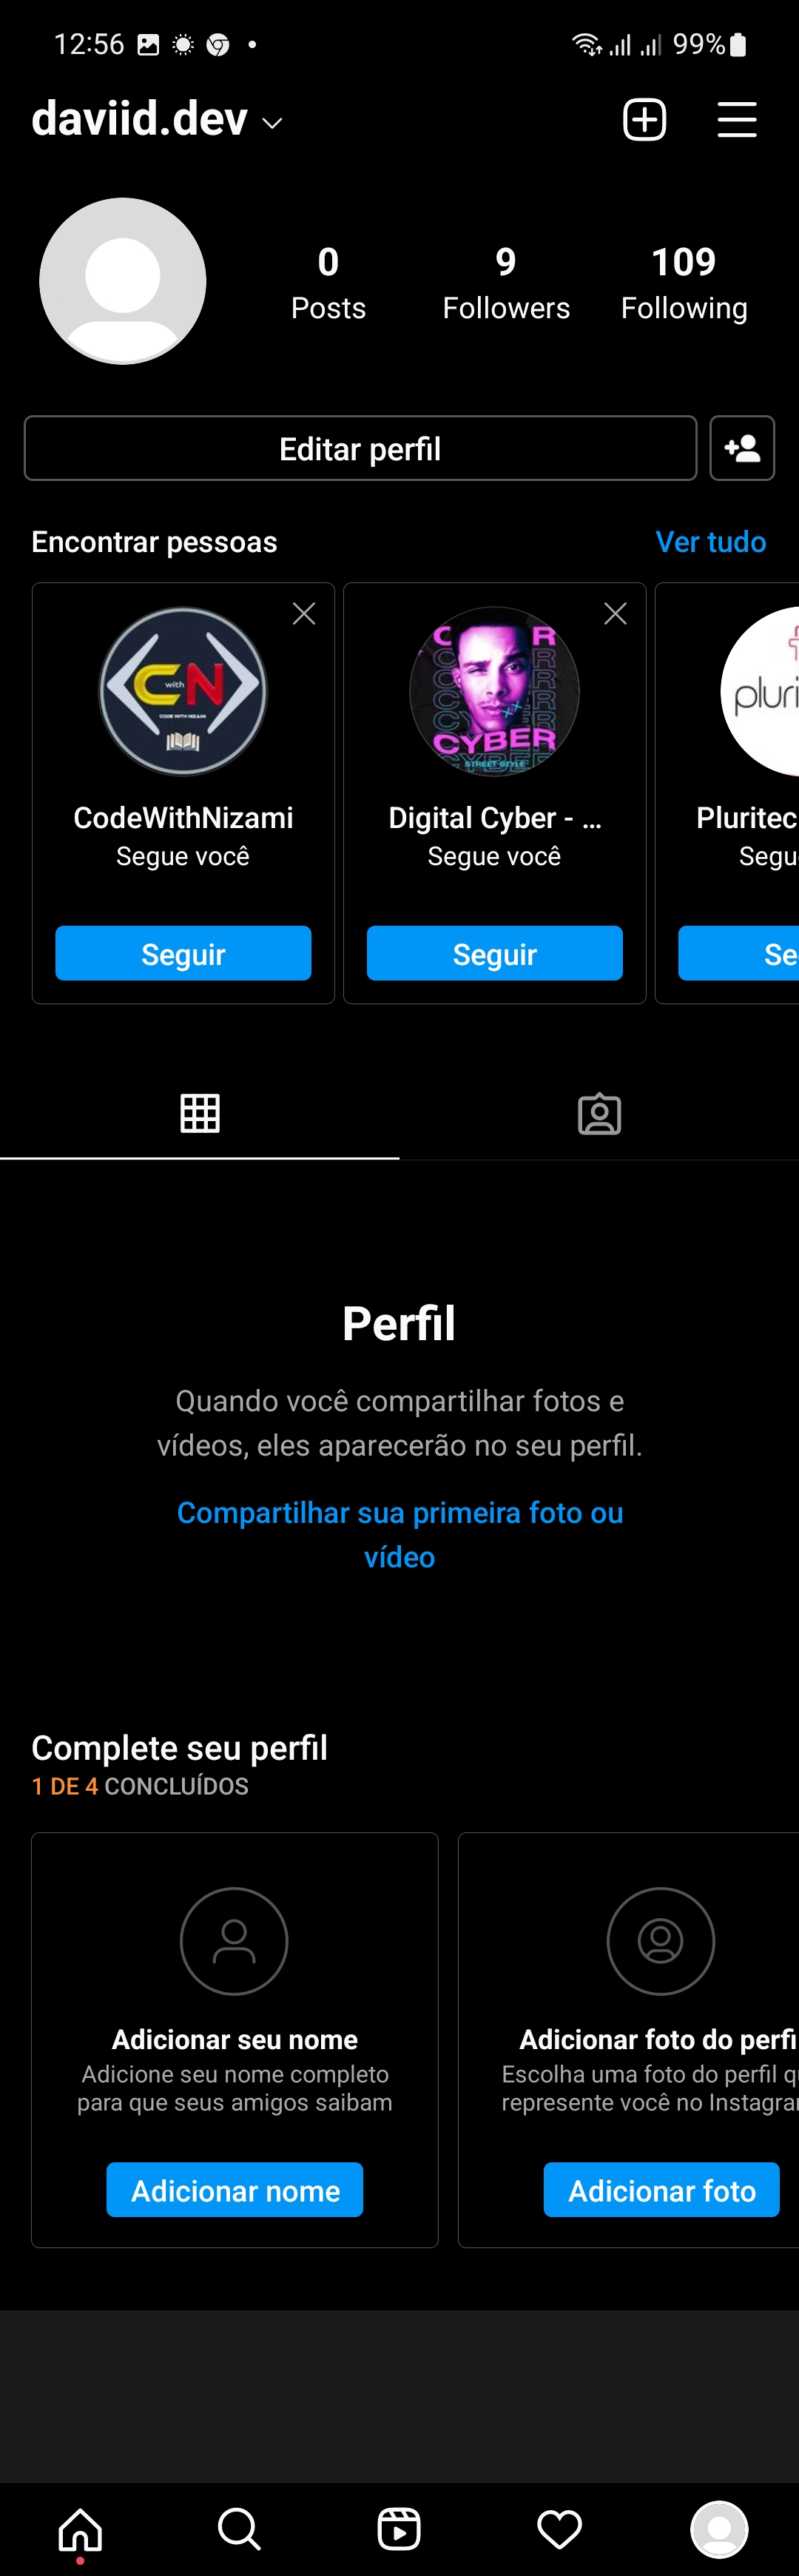 12:56
99%
daviid.dev
0
9
109
Posts
Followers
Following
Editar perfil
Encontrar pessoas
Ver tudo
C
with
N
CODE WITH NIZAMI
CYBER
STREET STYLE
pluri
CodeWithNizami
Digital Cyber - ...
Pluritec
Segue você
Segue você
Segu
Seguir
Seguir
Se
Perfil
Quando você compartilhar fotos e
vídeos, eles aparecerão no seu perfil.
Compartilhar sua primeira foto ou
vídeo
Complete seu perfil
1 DE 4 CONCLUÍDOS
Adicionar seu nome
Adicione seu nome completo
para que seus amigos saibam
Adicionar nome
Adicionar foto do perfi
Escolha uma foto do perfil qu
represente você no Instagra
Adicionar foto